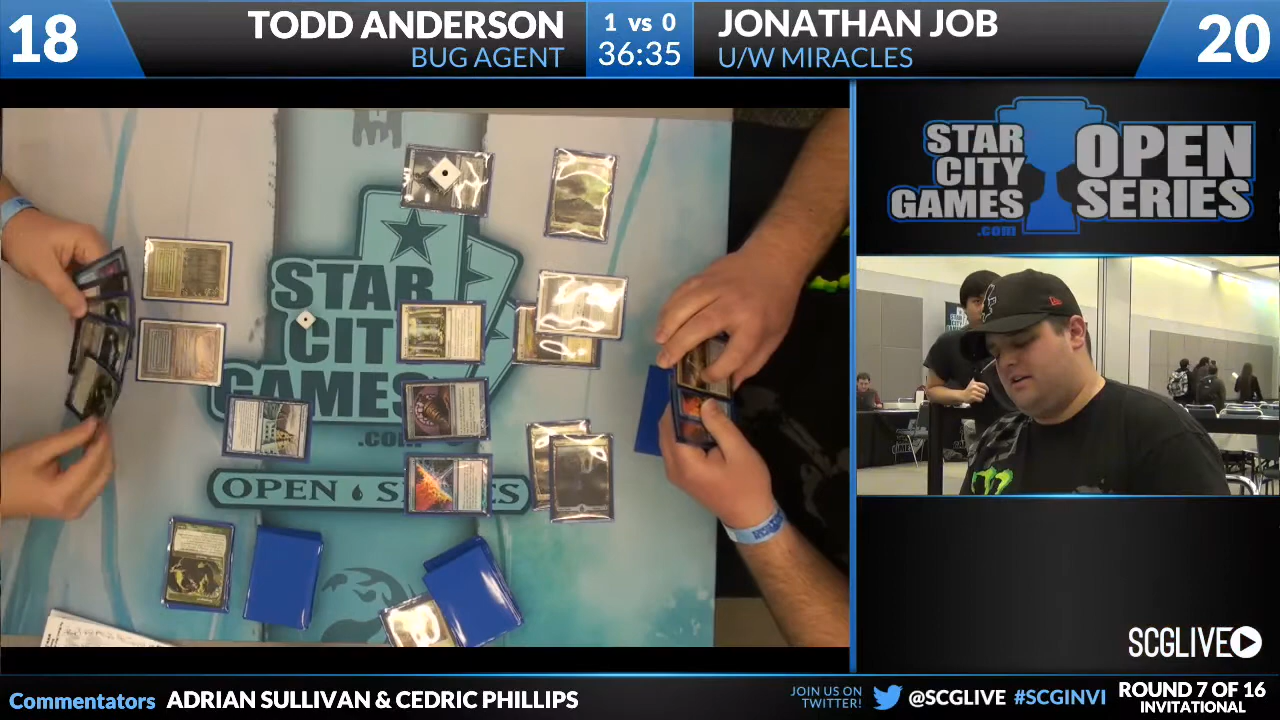 18
TODD ANDERSON
BUG AGENT
1 vs 0
36:35
JONATHAN JOB
U/W MIRACLES
20
STAR
CITY
GAMES
.com
OPEN
SERIES
STAR
CIT
GAMES
.com
OPEN
SCGLIVE
Commentators ADRIAN SULLIVAN & CEDRIC PHILLIPS
JOIN US ON
TWITTER!
@SCGLIVE #SCGINVI
ROUND 7 OF 16
INVITATIONAL